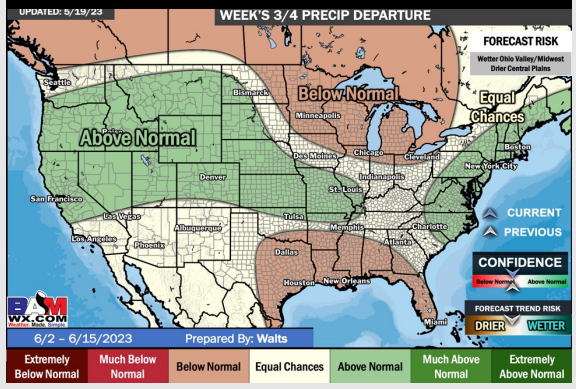 UPDATED: 5/19/23
WEEK'S 3/4 PRECIP DEPARTURE
FORECAST RISK
Wetter Ohio Valley/Midwest
Drier Central Plains
Seattle
Bismarck
Below Normal
Equal
Chances
Minneapolis
Above Normal
Boston
Des Moines
Chicago
Cleveland
New York City
Denver
Indianapolis
St. Louis
San Francisco
Las Vegas
Tulsa
Memphis
Charlotte
CURRENT
PREVIOUS
Los Angeles
Albuquerque
Phoenix
Atlanta
Dallas
CONFIDENCE
Below Normal
Above Normal
Houston
New Orleans
BAM
WX.COM
Weather. Made. Simple.
Miami
FORECAST TREND RISK
DRIER
WETTER
6/2 – 6/15/2023
Prepared By: Walts
Extremely
Below Normal
Much Below
Normal
Below Normal
Equal Chances
Above Normal
Much Above
Normal
Extremely
Above Normal